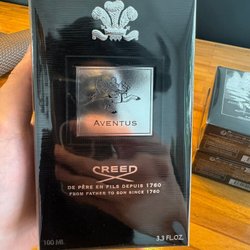 AVENTUS
CREED
DE PÈRE EN FILS DEPUIS 1760
FROM FATHER TO SON SINCE 1760
100 ML 3.3 FL.OZ.